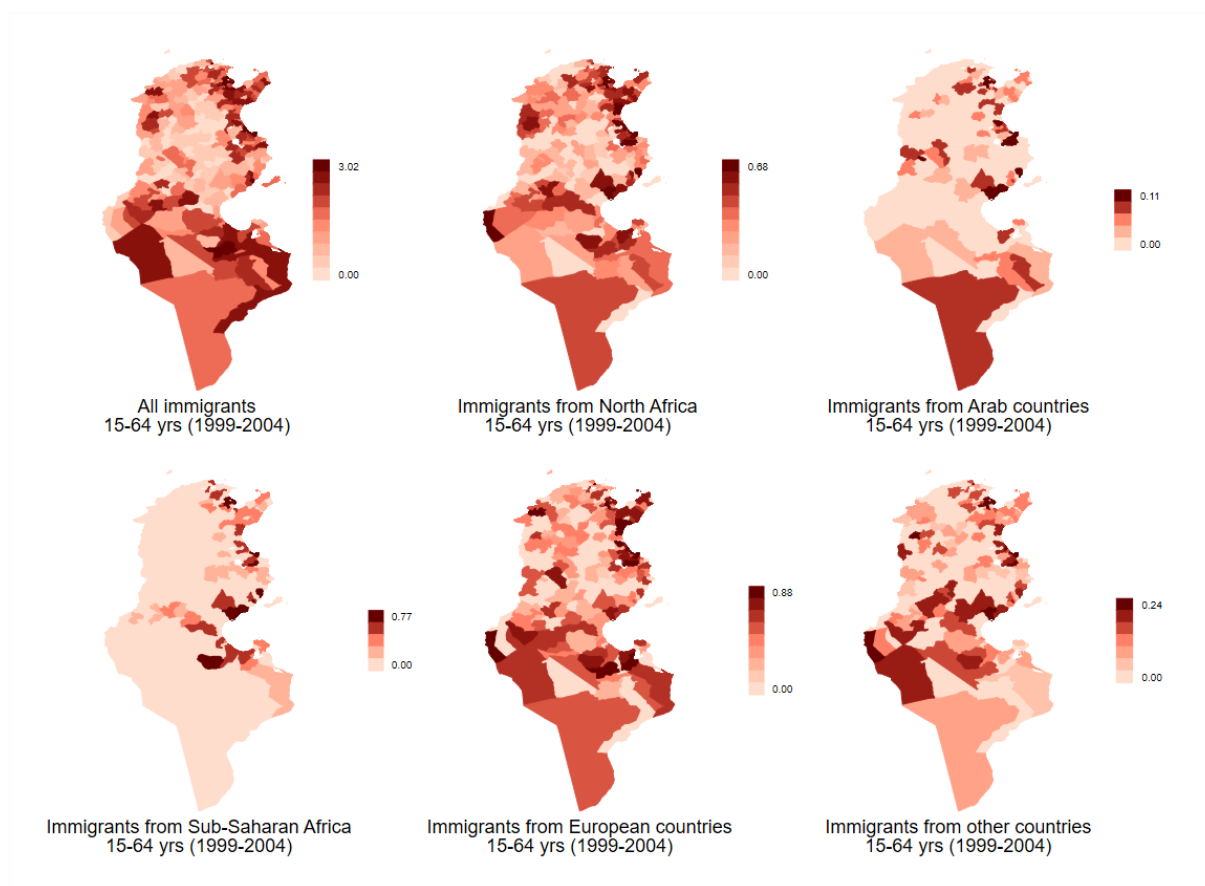 3.02
0.00
All immigrants
15-64 yrs (1999-2004)
0.68
0.00
Immigrants from North Africa
15-64 yrs (1999-2004)
0.11
0.00
Immigrants from Arab countries
15-64 yrs (1999-2004)
0.77
0.00
Immigrants from Sub-Saharan Africa
15-64 yrs (1999-2004)
0.88
0.00
Immigrants from European countries
15-64 yrs (1999-2004)
0.24
0.00
Immigrants from other countries
15-64 yrs (1999-2004)